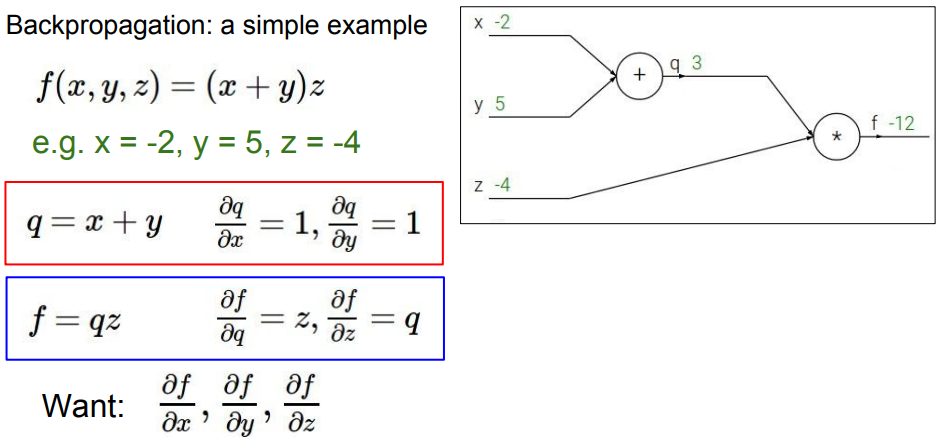 Backpropagation: a simple example
f(x, y, z) = (x + y)z
e.g. x = -2, y = 5, z = -4
q = x + y ∂q/∂x = 1, ∂q/∂y = 1
f = qz ∂f/∂q = z, ∂f/∂z = q
Want: ∂f/∂x, ∂f/∂y, ∂f/∂z
x -2
+
q 3
y 5
f -12
*
z -4